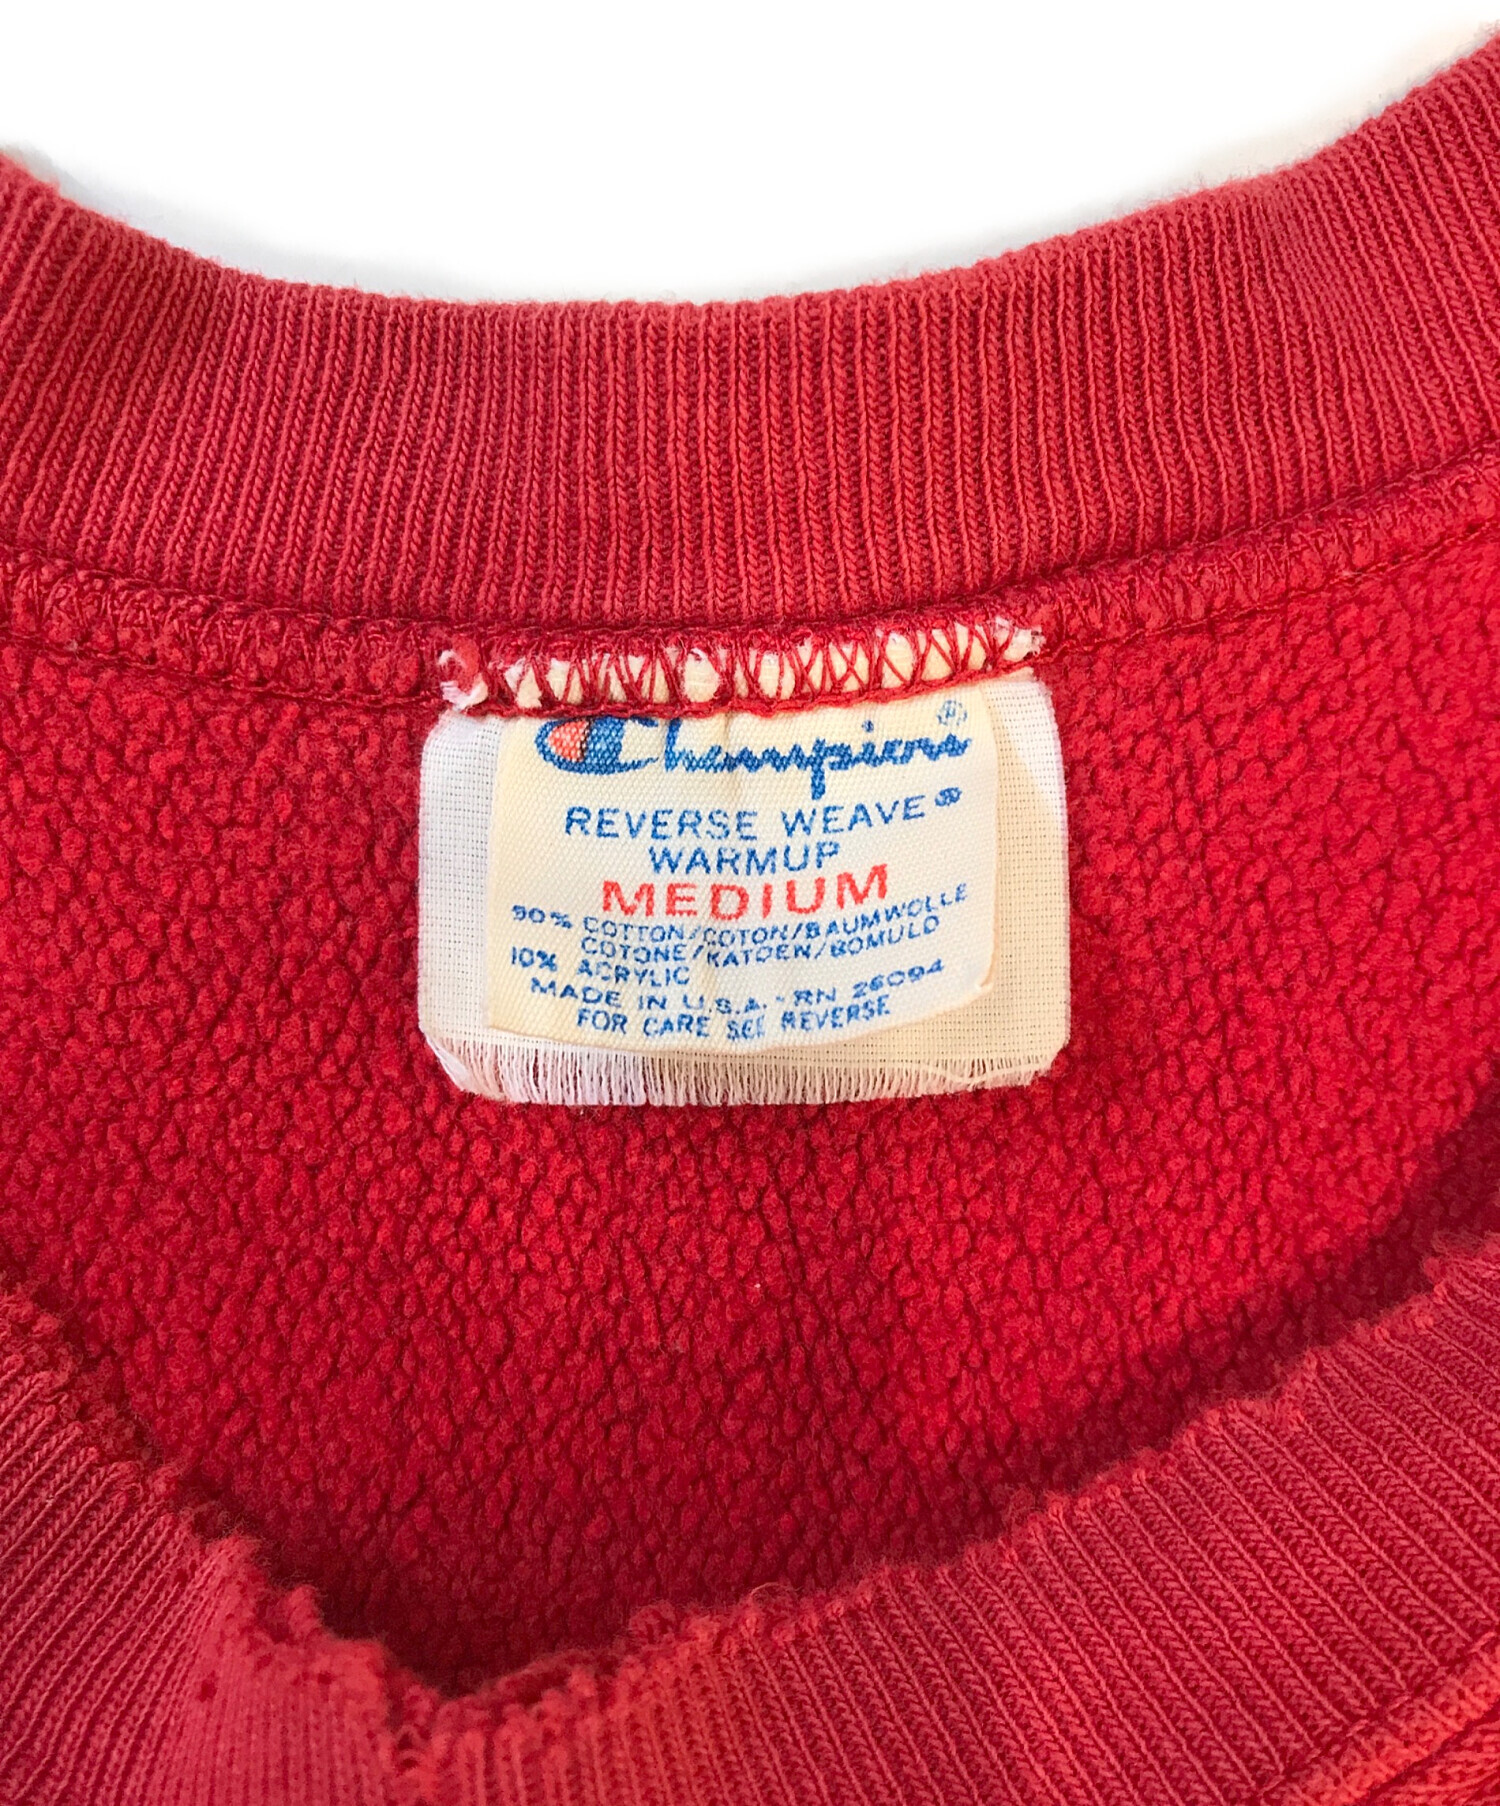 Champion®
REVERSE WEAVE®
WARMUP
MEDIUM
90% COTTON/COTON/BAUMWOLLE
COTONE/KATOEN/BOMULD
10% ACRYLIC
MADE IN U.S.A. - RN 26094
FOR CARE SEE REVERSE